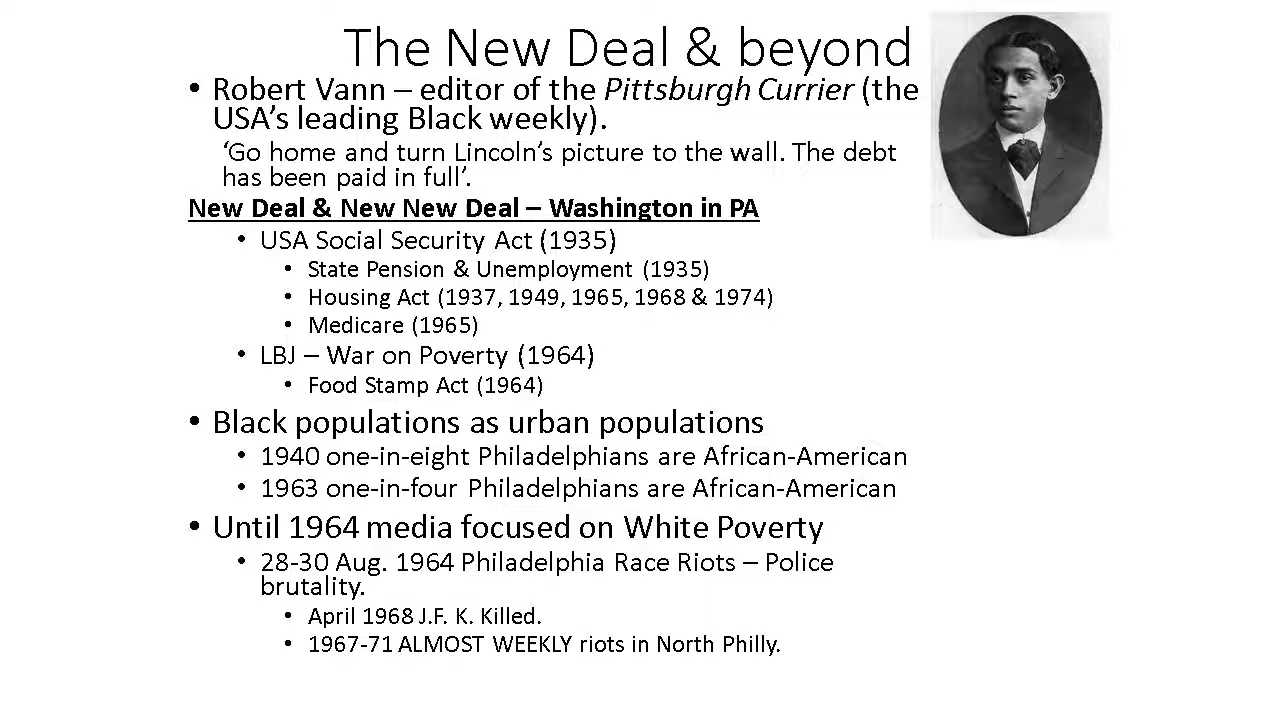 The New Deal & beyond
• Robert Vann – editor of the Pittsburgh Currier (the
USA's leading Black weekly).
‘Go home and turn Lincoln's picture to the wall. The debt
has been paid in full’.
New Deal & New New Deal – Washington in PA
• USA Social Security Act (1935)
• State Pension & Unemployment (1935)
• Housing Act (1937, 1949, 1965, 1968 & 1974)
• Medicare (1965)
• LBJ – War on Poverty (1964)
• Food Stamp Act (1964)
• Black populations as urban populations
• 1940 one-in-eight Philadelphians are African-American
• 1963 one-in-four Philadelphians are African-American
• Until 1964 media focused on White Poverty
• 28-30 Aug. 1964 Philadelphia Race Riots – Police
brutality.
• April 1968 J.F. K. Killed.
• 1967-71 ALMOST WEEKLY riots in North Philly.